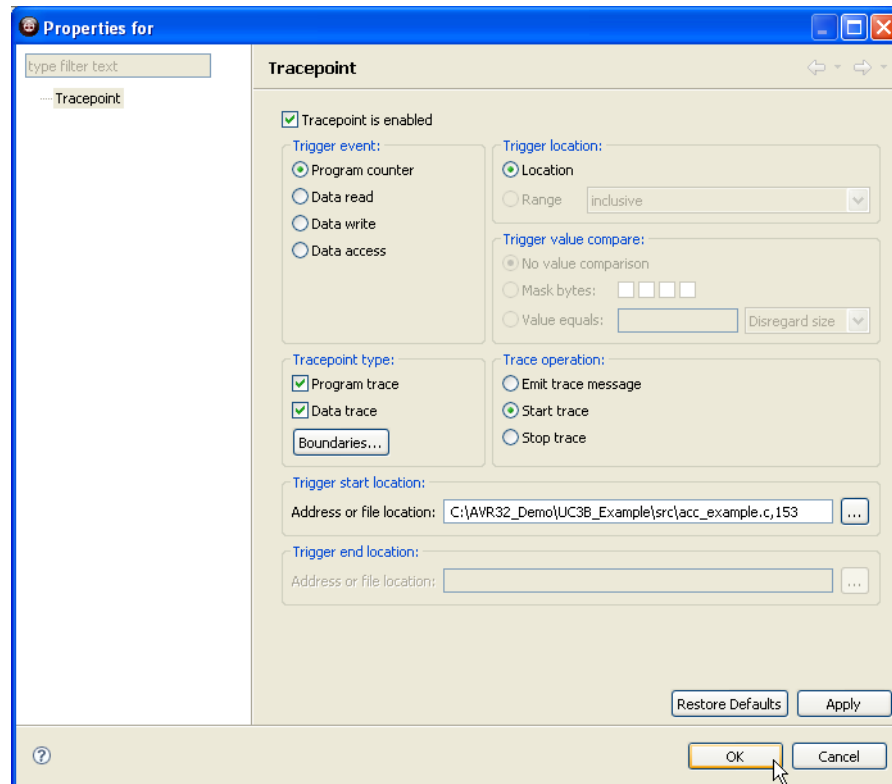 Properties for
type filter text
Tracepoint
Tracepoint
Tracepoint is enabled
Trigger event:
Program counter
Data read
Data write
Data access
Trigger location:
Location
Range inclusive
Trigger value compare:
No value comparison
Mask bytes:
Value equals: Disregard size
Tracepoint type:
Program trace
Data trace
Boundaries...
Trace operation:
Emit trace message
Start trace
Stop trace
Trigger start location:
Address or file location: C:\AVR32_Demo\UC3B_Example\src\acc_example.c,153 ...
Trigger end location:
Address or file location: ...
Restore Defaults Apply
? OK Cancel